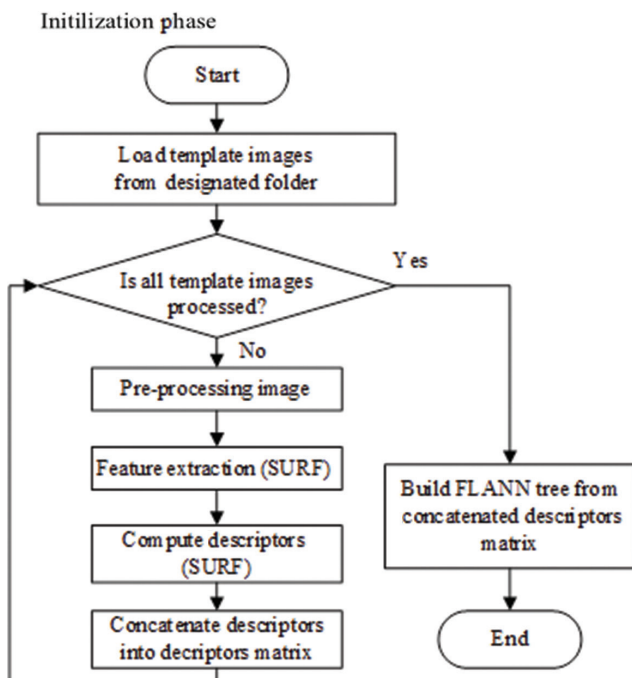 Initilization phase
Start
Load template images
from designated folder
Is all template images
processed?
Yes
No
Pre-processing image
Feature extraction (SURF)
Compute descriptors
(SURF)
Concatenate descriptors
into decriptors matrix
Build FLANN tree from
concatenated descriptors
matrix
End